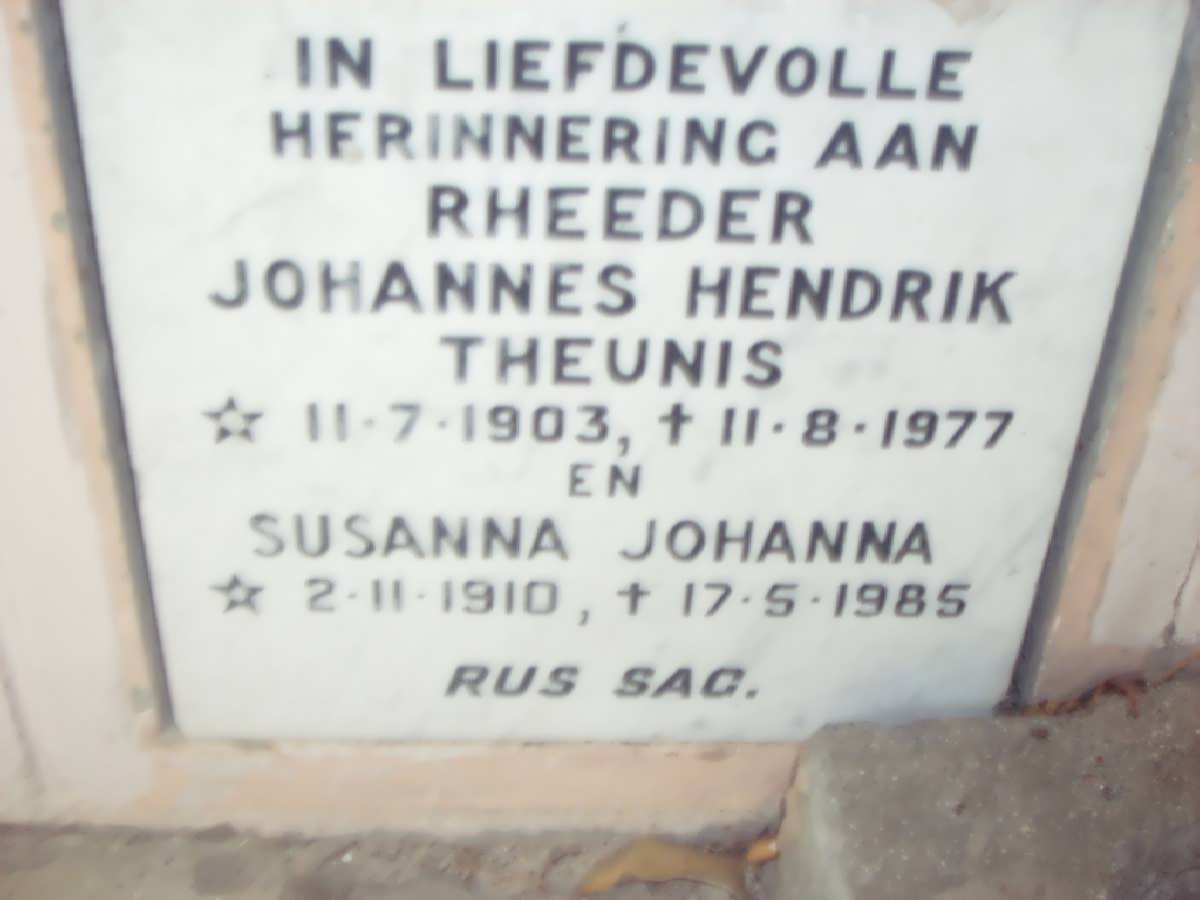 IN LIEFDEVOLLE
HERINNERING AAN
RHEEDER
JOHANNES HENDRIK
THEUNIS
☆ 11·7·1903, † 11·8·1977
EN
SUSANNA JOHANNA
☆ 2·11·1910, † 17·5·1985
RUS SAG.